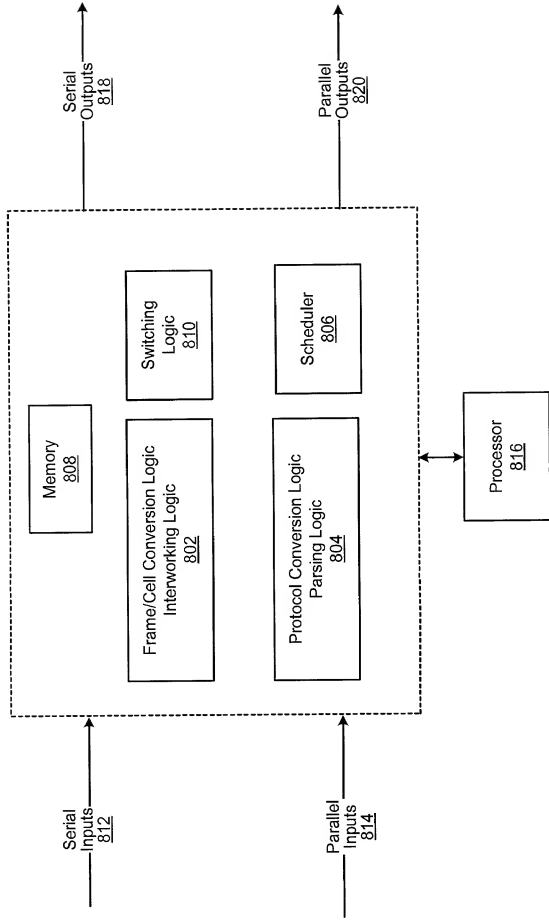 Serial
Inputs
812
Parallel
Inputs
814
Memory
808
Frame/Cell Conversion Logic
Interworking Logic
802
Switching
Logic
810
Protocol Conversion Logic
Parsing Logic
804
Scheduler
806
Processor
816
Serial
Outputs
818
Parallel
Outputs
820